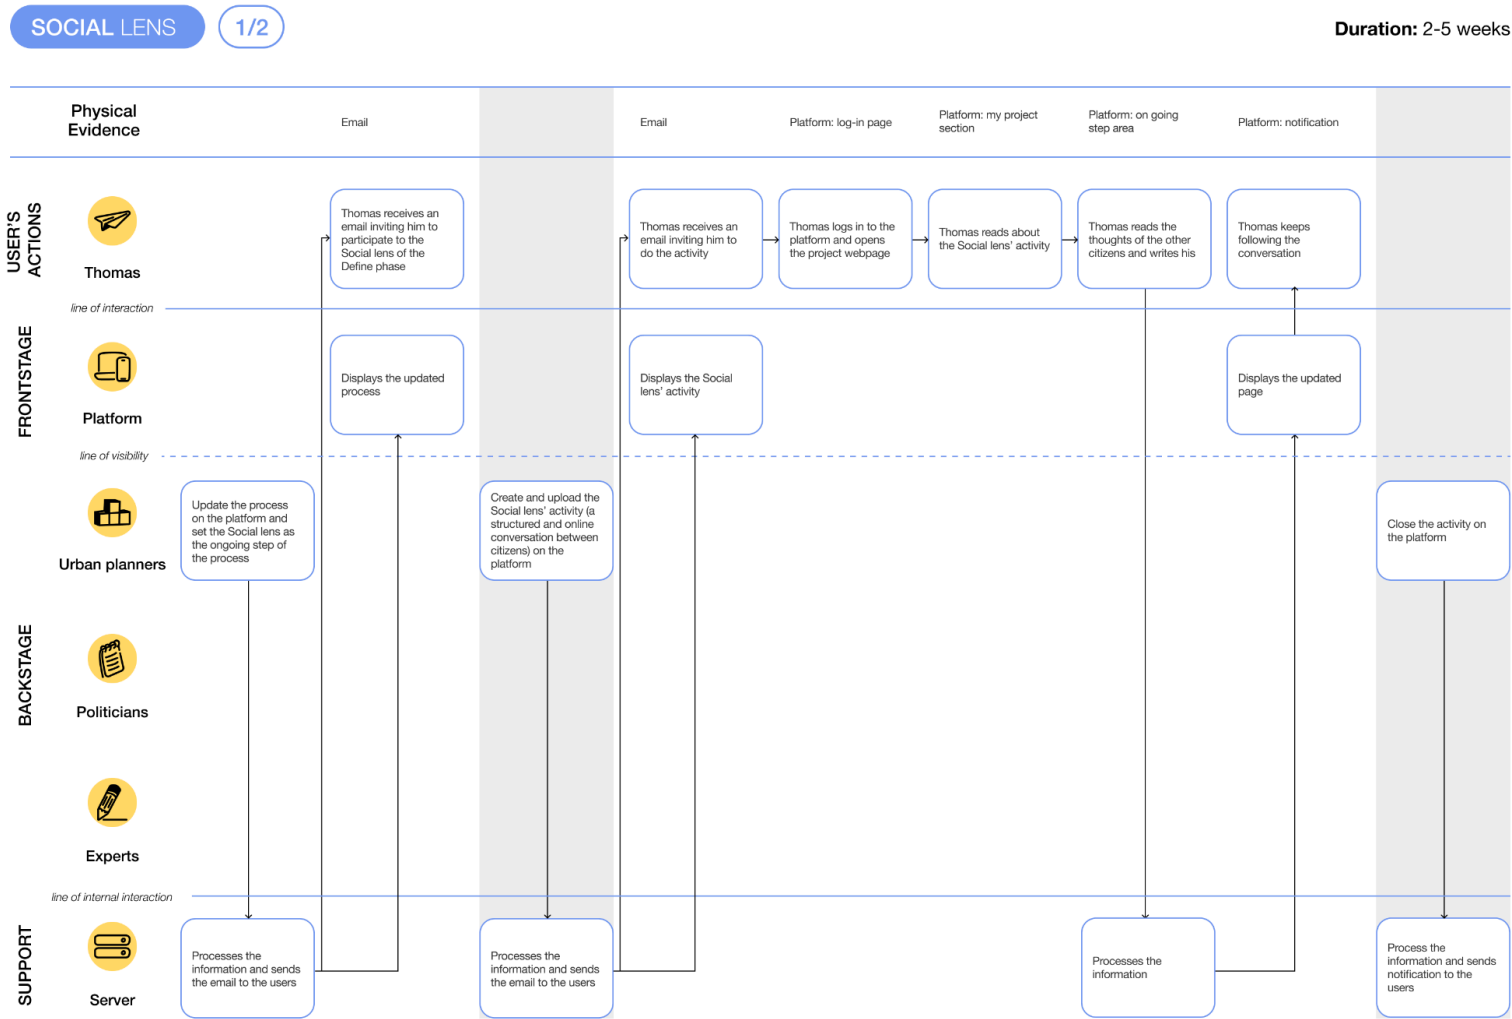 SOCIAL LENS
1/2
Duration: 2-5 weeks
Physical
Evidence
Email
Email
Platform: log-in page
Platform: my project
section
Platform: on going
step area
Platform: notification
USER'S
ACTIONS
Thomas
Thomas receives an
email inviting him to
participate to the
Social lens of the
Define phase
Thomas receives an
email inviting him to
do the activity
Thomas logs in to the
platform and opens
the project webpage
Thomas reads about
the Social lens' activity
Thomas reads the
thoughts of the other
citizens and writes his
Thomas keeps
following the
conversation
line of interaction
FRONTSTAGE
Platform
Displays the updated
process
Displays the Social
lens' activity
Displays the updated
page
line of visibility
BACKSTAGE
Urban planners
Update the process
on the platform and
set the Social lens as
the ongoing step of
the process
Create and upload the
Social lens' activity (a
structured and online
conversation between
citizens) on the
platform
Close the activity on
the platform
Politicians
Experts
line of internal interaction
SUPPORT
Server
Processes the
information and sends
the email to the users
Processes the
information and sends
the email to the users
Processes the
information
Process the
information and sends
notification to the
users